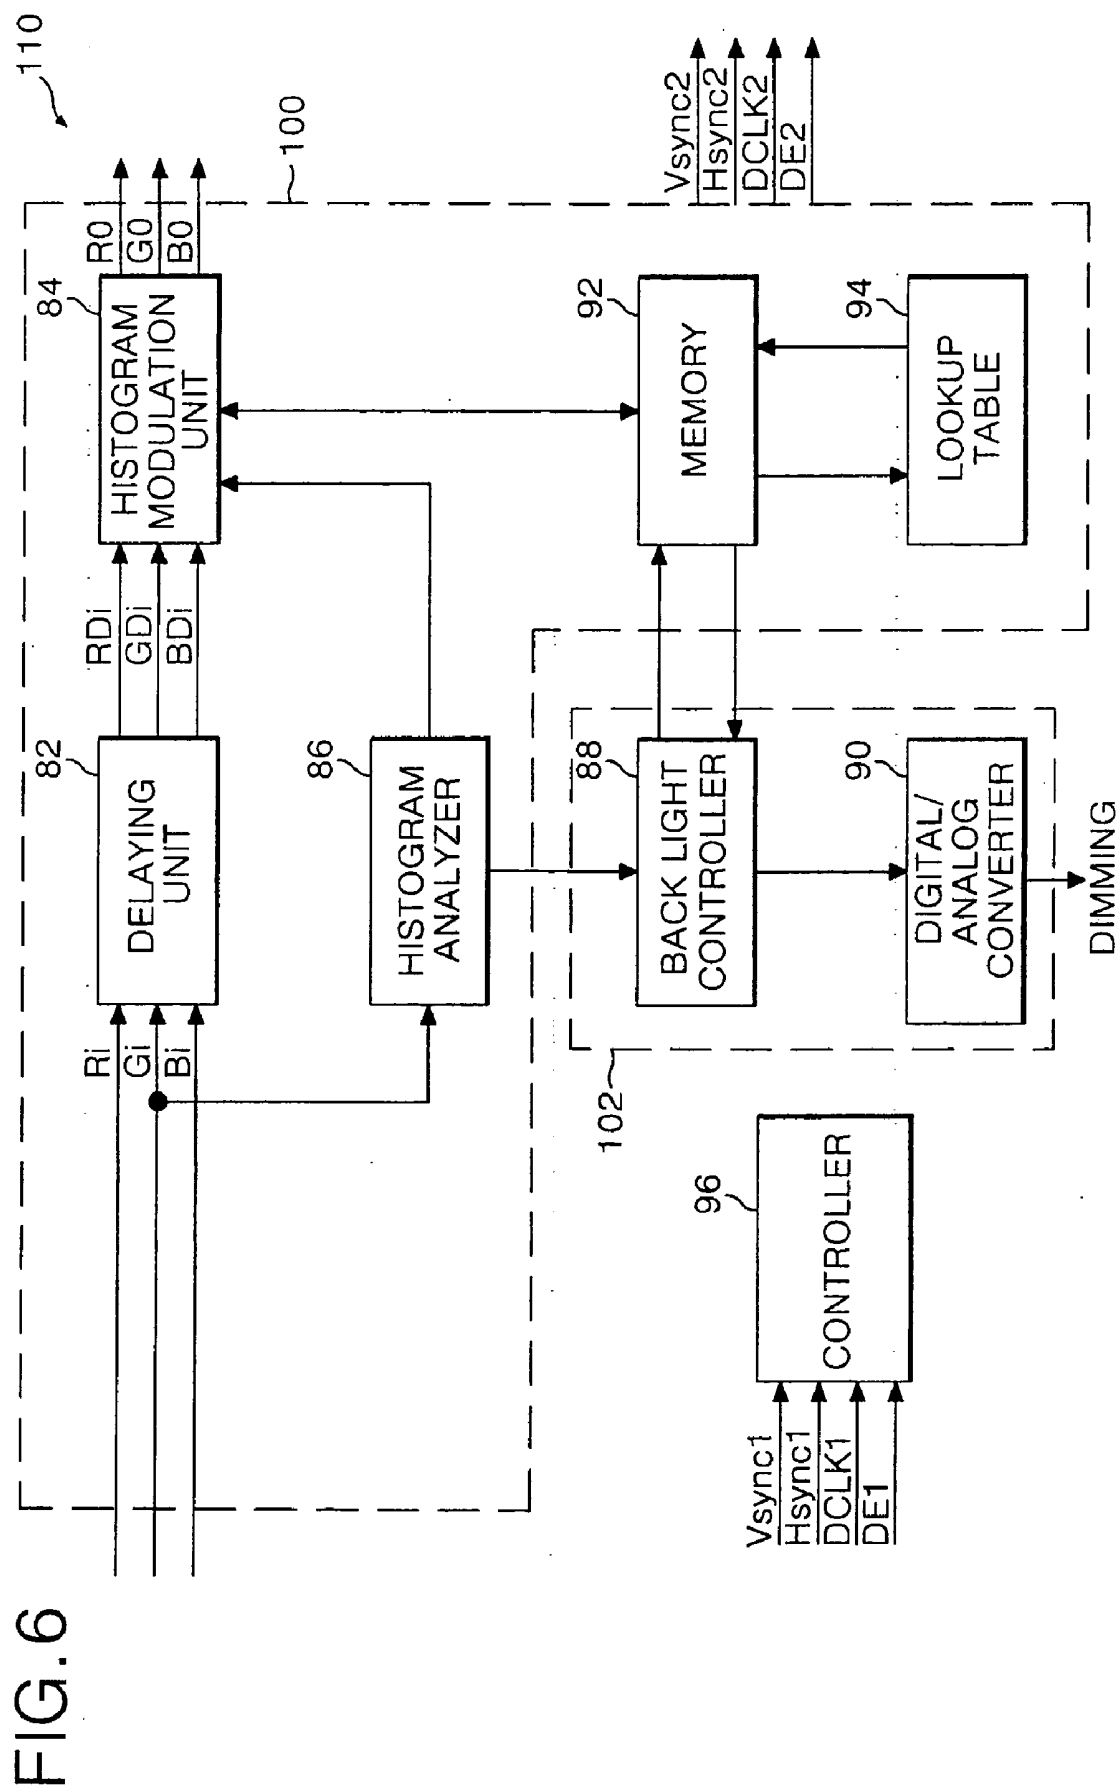 FIG.6
110
100
Ri
Gi
Bi
82
DELAYING
UNIT
RDi
GDi
BDi
84
HISTOGRAM
MODULATION
UNIT
R0
G0
B0
86
HISTOGRAM
ANALYZER
102
88
BACK LIGHT
CONTROLLER
92
MEMORY
90
DIGITAL/
ANALOG
CONVERTER
94
LOOKUP
TABLE
DIMMING
96
CONTROLLER
Vsync1
Hsync1
DCLK1
DE1
Vsync2
Hsync2
DCLK2
DE2